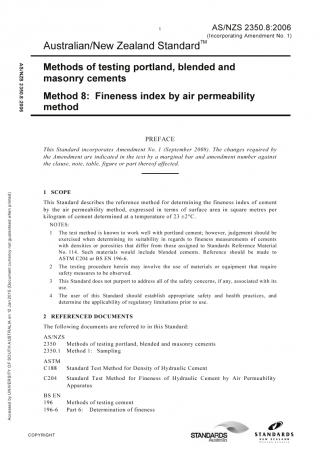 1
AS/NZS 2350.8:2006
(Incorporating Amendment No. 1)
Australian/New Zealand Standard™
Methods of testing portland, blended and
masonry cements
Method 8: Fineness index by air permeability
method
PREFACE
This Standard incorporates Amendment No. 1 (September 2008). The changes required by
the Amendment are indicated in the text by a marginal bar and amendment number against
the clause, note, table, figure or part thereof affected.
1 SCOPE
This Standard describes the reference method for determining the fineness index of cement
by the air permeability method, expressed in terms of surface area in square metres per
kilogram of cement determined at a temperature of 23 ±2°C.
NOTES:
1 The test method is known to work well with portland cement; however, judgement should be
exercised when determining its suitability in regards to fineness measurements of cements
with densities or porosities that differ from those assigned to Standards Reference Material
No. 114. Such materials would include blended cements. Reference should be made to
ASTM C204 or BS EN 196-6.
2 The testing procedure herein may involve the use of materials or equipment that require
safety measures to be observed.
3 This Standard does not purport to address all of the safety concerns, if any, associated with its
use.
4 The user of this Standard should establish appropriate safety and health practices, and
determine the applicability of regulatory limitations prior to use.
2 REFERENCED DOCUMENTS
The following documents are referred to in this Standard:
AS/NZS
2350 Methods of testing portland, blended and masonry cements
2350.1 Method 1: Sampling
ASTM
C188 Standard Test Method for Density of Hydraulic Cement
C204 Standard Test Method for Fineness of Hydraulic Cement by Air Permeability
Apparatus
BS EN
196 Methods of testing cement
196-6 Part 6: Determination of fineness
COPYRIGHT
STANDARDS
Australia
STANDARDS
NEW ZEALAND
AS/NZS 2350.8:2006
Accessed by UNIVERSITY OF SOUTH AUSTRALIA on 12 Jan 2015 (Document currency not guaranteed when printed)